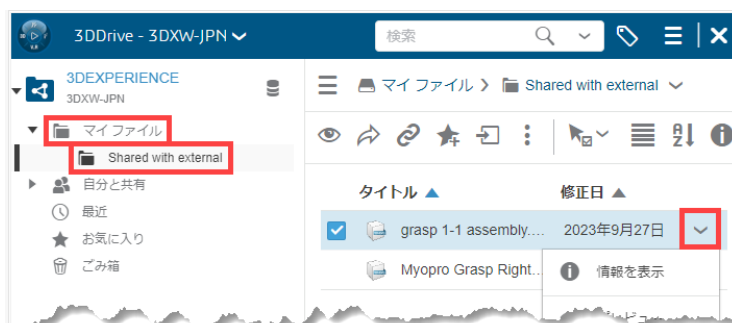 3DDrive - 3DXW-JPN
検索
3DEXPERIENCE
3DXW-JPN
マイ ファイル
Shared with external
自分と共有
最近
お気に入り
ごみ箱
マイ ファイル > Shared with external
タイトル 修正日
grasp 1-1 assembly.... 2023年9月27日
Myopro Grasp Right...
情報を表示